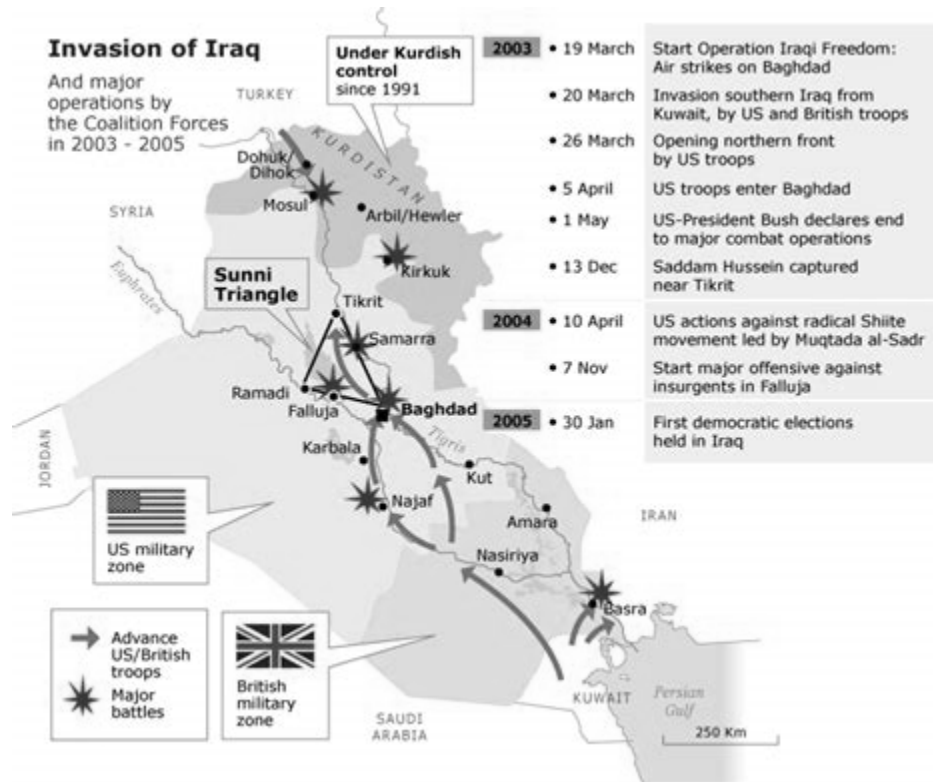 Invasion of Iraq
And major
operations by
the Coalition Forces
in 2003 - 2005
Under Kurdish
control
since 1991
TURKEY
KURDISTAN
Dohuk/
Dihok
Mosul
Arbil/Hewler
SYRIA
Kirkuk
Euphrates
Sunni
Triangle
Tikrit
Samarra
Ramadi
Falluja
Baghdad
Tigris
Karbala
Kut
JORDAN
Najaf
Amara
IRAN
US military
zone
Nasiriya
Basra
Advance
US/British
troops
Major
battles
British
military
zone
KUWAIT
Persian
Gulf
SAUDI
ARABIA
250 Km
2003 • 19 March Start Operation Iraqi Freedom:
Air strikes on Baghdad
• 20 March Invasion southern Iraq from
Kuwait, by US and British troops
• 26 March Opening northern front
by US troops
• 5 April US troops enter Baghdad
• 1 May US-President Bush declares end
to major combat operations
• 13 Dec Saddam Hussein captured
near Tikrit
2004 • 10 April US actions against radical Shiite
movement led by Muqtada al-Sadr
• 7 Nov Start major offensive against
insurgents in Falluja
2005 • 30 Jan First democratic elections
held in Iraq